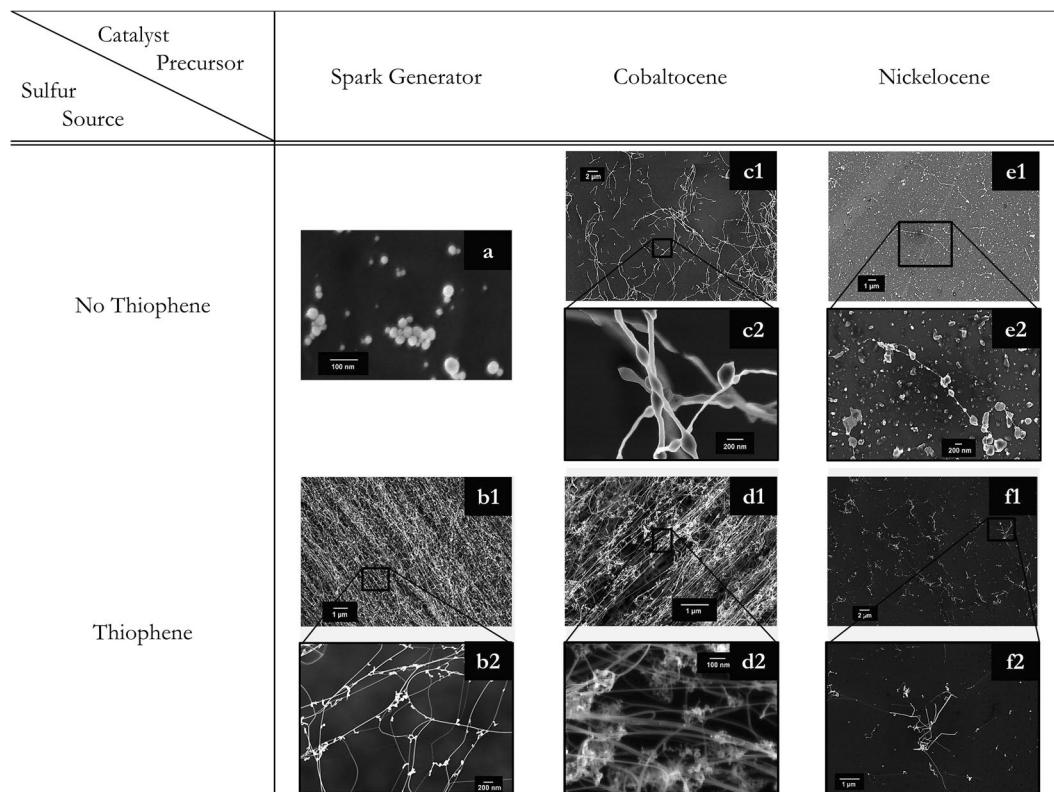 Catalyst
Precursor
Sulfur
Source
Spark Generator
Cobaltocene
Nickelocene
No Thiophene
a
100 nm
c1
2 µm
c2
200 nm
e1
1 µm
e2
200 nm
Thiophene
b1
1 µm
b2
200 nm
d1
1 µm
d2
100 nm
f1
2 µm
f2
1 µm